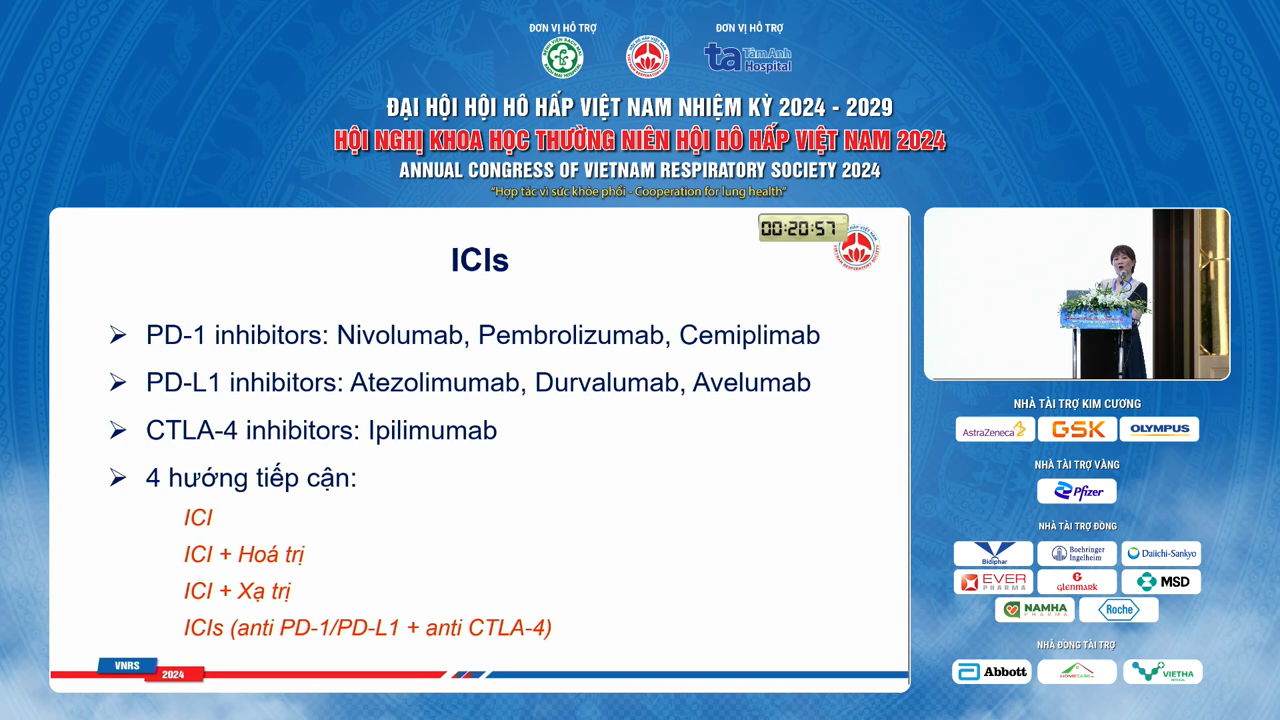 ĐƠN VỊ HỖ TRỢ
ĐƠN VỊ HỖ TRỢ
ta TâmAnh Hospital
ĐẠI HỘI HỘI HÔ HẤP VIỆT NAM NHIỆM KỲ 2024 - 2029
HỘI NGHỊ KHOA HỌC THƯỜNG NIÊN HỘI HÔ HẤP VIỆT NAM 2024
ANNUAL CONGRESS OF VIETNAM RESPIRATORY SOCIETY 2024
"Hợp tác vì sức khỏe phổi - Cooperation for lung health"
00:20:57
ICIs
PD-1 inhibitors: Nivolumab, Pembrolizumab, Cemiplimab
PD-L1 inhibitors: Atezolimumab, Durvalumab, Avelumab
CTLA-4 inhibitors: Ipilimumab
4 hướng tiếp cận:
ICI
ICI + Hoá trị
ICI + Xạ trị
ICIs (anti PD-1/PD-L1 + anti CTLA-4)
VNRS
2024
NHÀ TÀI TRỢ KIM CƯƠNG
AstraZeneca GSK OLYMPUS
NHÀ TÀI TRỢ VÀNG
Pfizer
NHÀ TÀI TRỢ ĐỒNG
Bidiphar Boehringer Ingelheim Daiichi-Sankyo
EVER PHARMA GLENMARK MSD
NAMHA PHARMA Roche
NHÀ ĐỒNG TÀI TRỢ
Abbott HOMECARE VIETHA